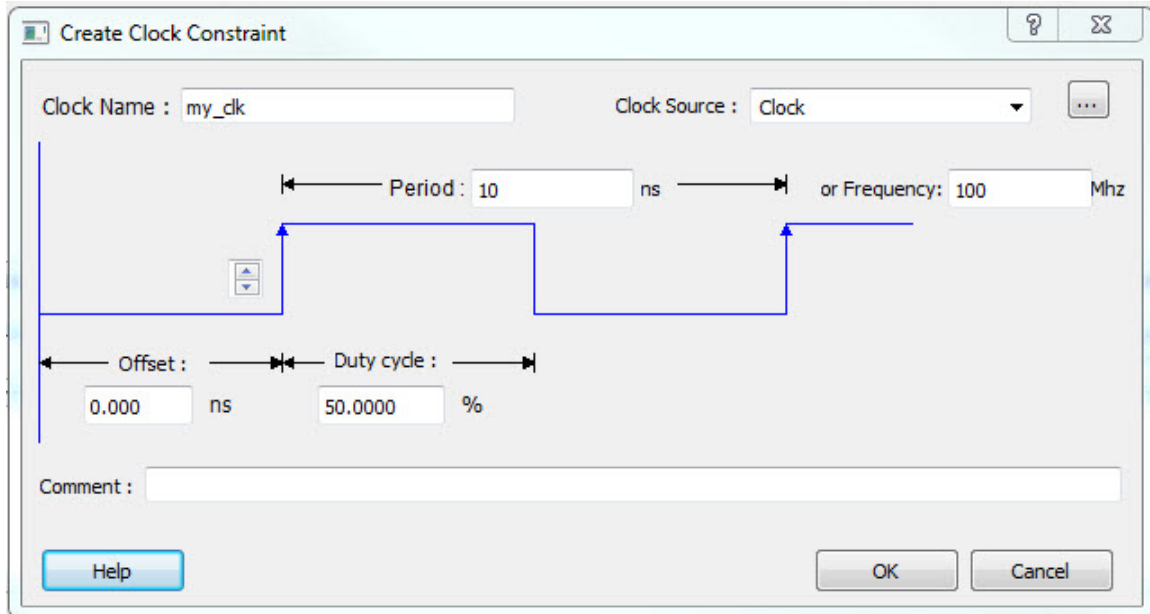 Create Clock Constraint
Clock Name : my_clk Clock Source : Clock ...
Period : 10 ns or Frequency: 100 Mhz
Offset : Duty cycle :
0.000 ns 50.0000 %
Comment :
Help OK Cancel